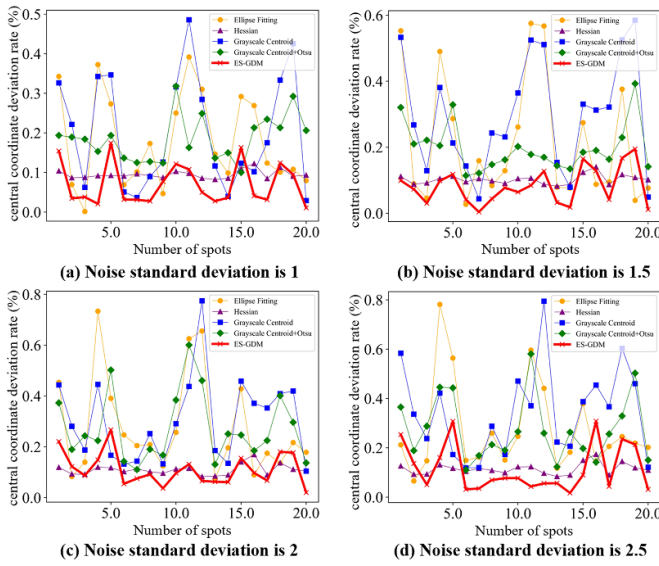 central coordinate deviation rate (%)
0.5
0.4
0.3
0.2
0.1
0.0
5.0
10.0
15.0
20.0
Number of spots
Ellipse Fitting
Hessian
Grayscale Centroid
Grayscale Centroid+Otsu
ES-GDM
(a) Noise standard deviation is 1
central coordinate deviation rate (%)
0.6
0.4
0.2
0.0
5.0
10.0
15.0
20.0
Number of spots
Ellipse Fitting
Hessian
Grayscale Centroid
Grayscale Centroid+Otsu
ES-GDM
(b) Noise standard deviation is 1.5
central coordinate deviation rate (%)
0.8
0.6
0.4
0.2
0.0
5.0
10.0
15.0
20.0
Number of spots
Ellipse Fitting
Hessian
Grayscale Centroid
Grayscale Centroid+Otsu
ES-GDM
(c) Noise standard deviation is 2
central coordinate deviation rate (%)
0.8
0.6
0.4
0.2
0.0
5.0
10.0
15.0
20.0
Number of spots
Ellipse Fitting
Hessian
Grayscale Centroid
Grayscale Centroid+Otsu
ES-GDM
(d) Noise standard deviation is 2.5